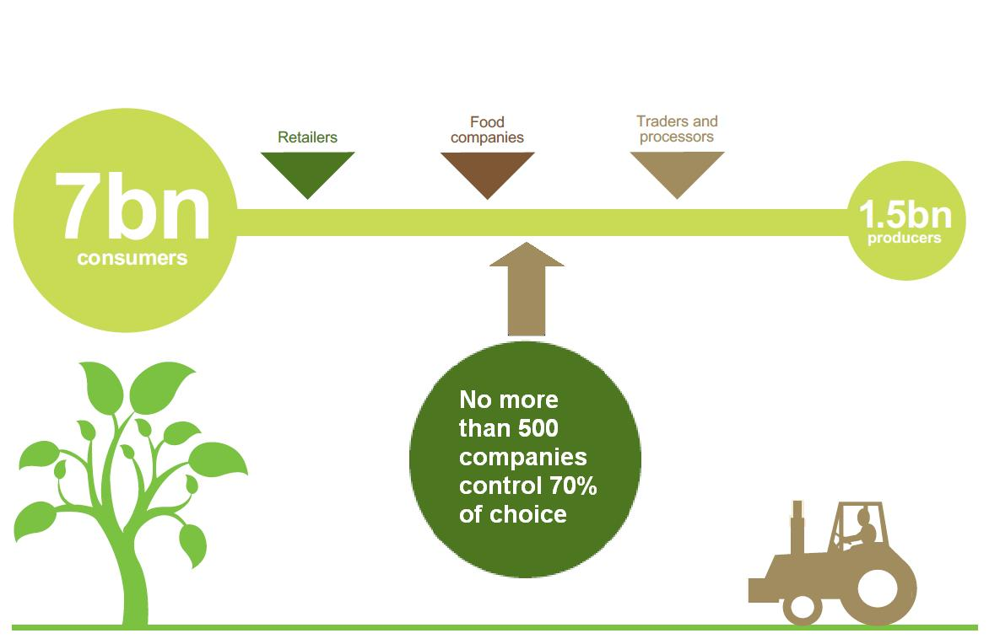 Retailers
Food
companies
Traders and
processors
7bn
consumers
1.5bn
producers
No more
than 500
companies
control 70%
of choice